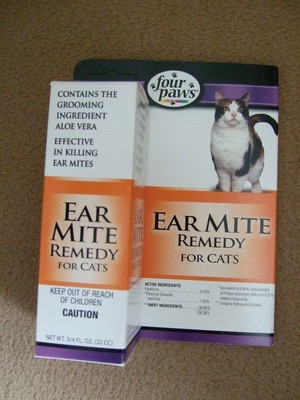 CONTAINS THE
GROOMING
INGREDIENT
ALOE VERA
EFFECTIVE
IN KILLING
EAR MITES
EAR
MITE
REMEDY
FOR CATS
KEEP OUT OF REACH
OF CHILDREN
CAUTION
NET WT. 3/4 FL. OZ. (22 CC)
four
paws
EAR MITE
REMEDY
FOR CATS
ACTIVE INGREDIENTS: